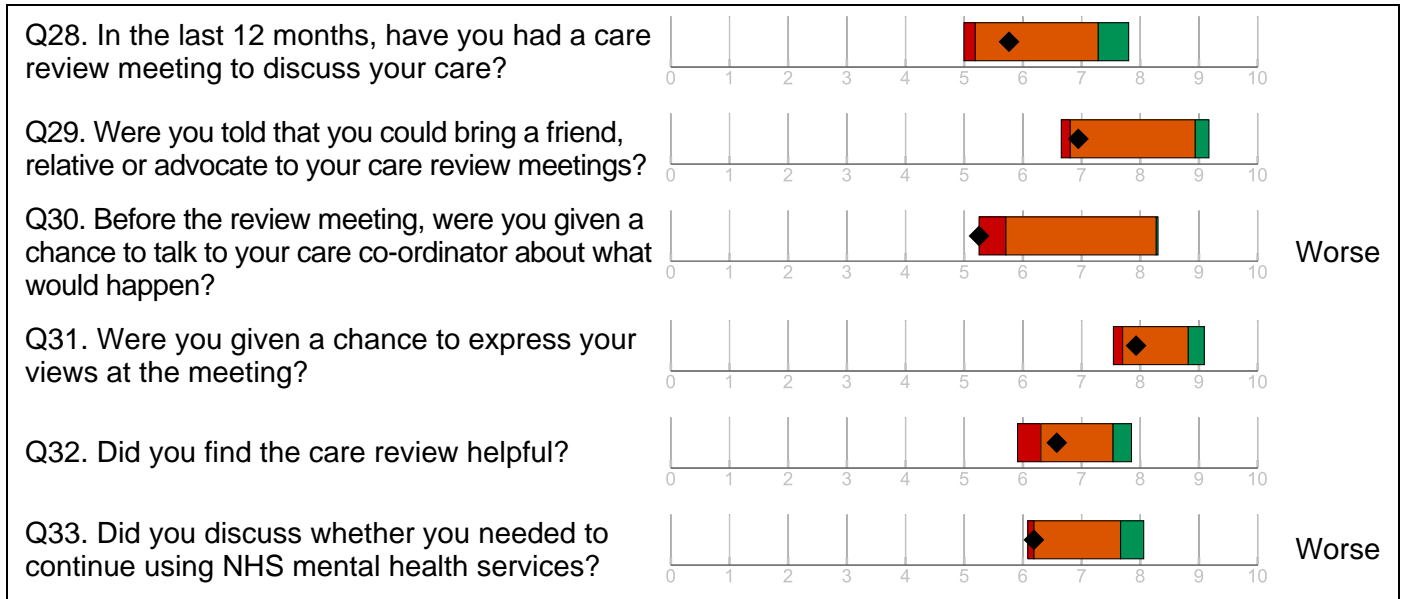 Q28. In the last 12 months, have you had a care
review meeting to discuss your care?
0 1 2 3 4 5 6 7 8 9 10
Q29. Were you told that you could bring a friend,
relative or advocate to your care review meetings?
0 1 2 3 4 5 6 7 8 9 10
Q30. Before the review meeting, were you given a
chance to talk to your care co-ordinator about what
would happen?
0 1 2 3 4 5 6 7 8 9 10
Worse
Q31. Were you given a chance to express your
views at the meeting?
0 1 2 3 4 5 6 7 8 9 10
Q32. Did you find the care review helpful?
0 1 2 3 4 5 6 7 8 9 10
Q33. Did you discuss whether you needed to
continue using NHS mental health services?
0 1 2 3 4 5 6 7 8 9 10
Worse